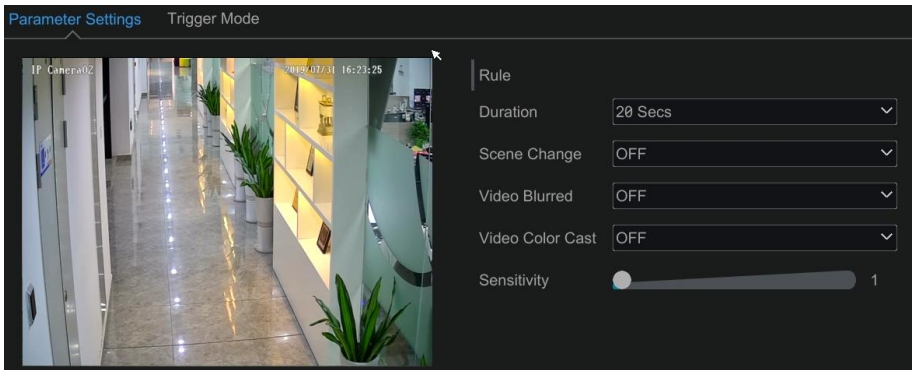 Parameter Settings Trigger Mode
IP Camera02 2019/07/31 16:23:25
Rule
Duration 20 Secs
Scene Change OFF
Video Blurred OFF
Video Color Cast OFF
Sensitivity 1